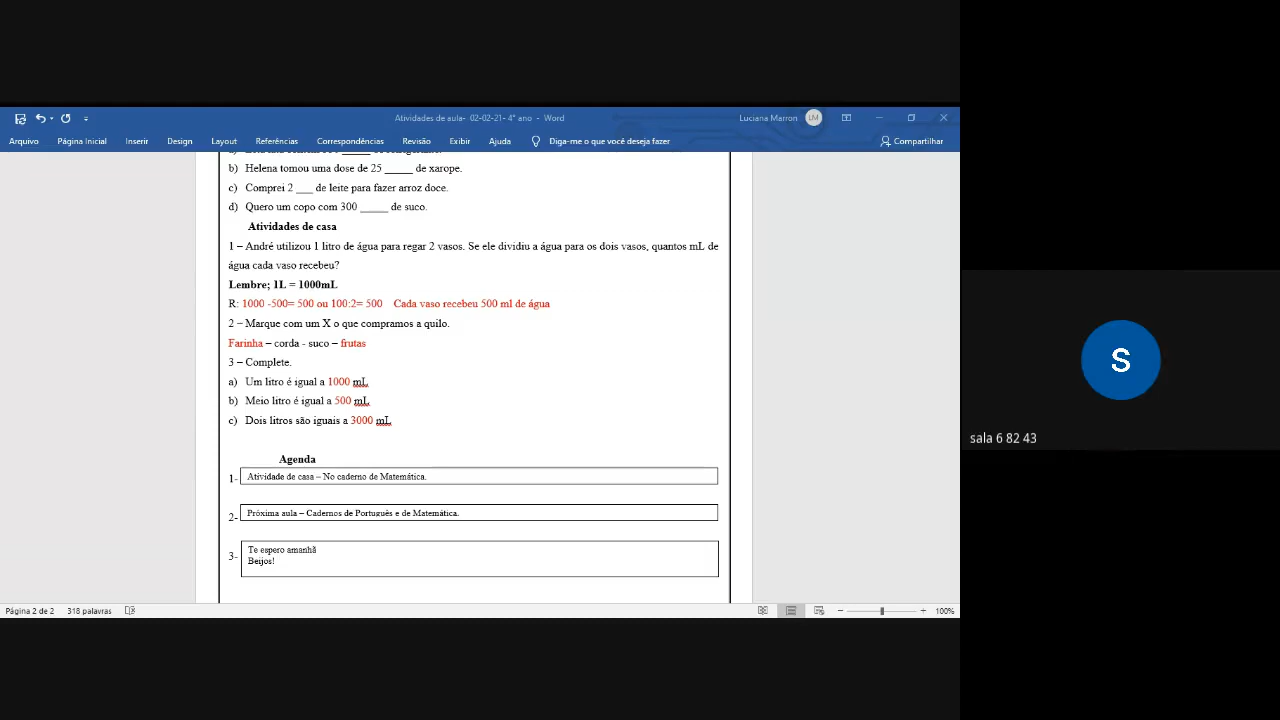 Atividades de aula- 02-02-21- 4° ano - Word
Luciana Marron
LM
Arquivo Página Inicial Inserir Design Layout Referências Correspondências Revisão Exibir Ajuda Diga-me o que você deseja fazer Compartilhar
b) Helena tomou uma dose de 25 _____ de xarope.
c) Comprei 2 ___ de leite para fazer arroz doce.
d) Quero um copo com 300 _____ de suco.
Atividades de casa
1 – André utilizou 1 litro de água para regar 2 vasos. Se ele dividiu a água para os dois vasos, quantos mL de
água cada vaso recebeu?
Lembre; 1L = 1000mL
R: 1000 -500= 500 ou 100:2= 500 Cada vaso recebeu 500 ml de água
2 – Marque com um X o que compramos a quilo.
Farinha – corda - suco – frutas
3 – Complete.
a) Um litro é igual a 1000 mL
b) Meio litro é igual a 500 mL
c) Dois litros são iguais a 3000 mL
Agenda
1- Atividade de casa – No caderno de Matemática.
2- Próxima aula – Cadernos de Português e de Matemática.
3- Te espero amanhã
Beijos!
Página 2 de 2 318 palavras 100%
S
sala 6 82 43